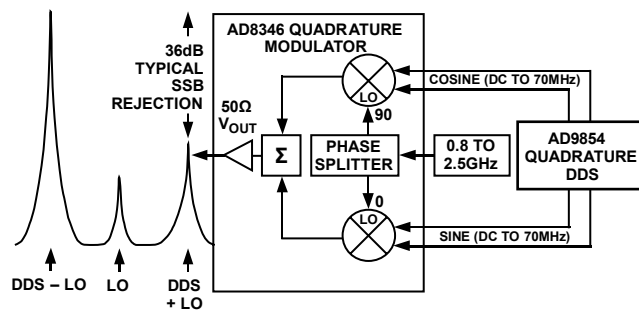 36dB
TYPICAL
SSB
REJECTION
AD8346 QUADRATURE
MODULATOR
50Ω
VOUT
Σ
LO
90
PHASE
SPLITTER
0
LO
0.8 TO
2.5GHz
COSINE (DC TO 70MHz)
AD9854
QUADRATURE
DDS
SINE (DC TO 70MHz)
DDS – LO
LO
DDS
+ LO